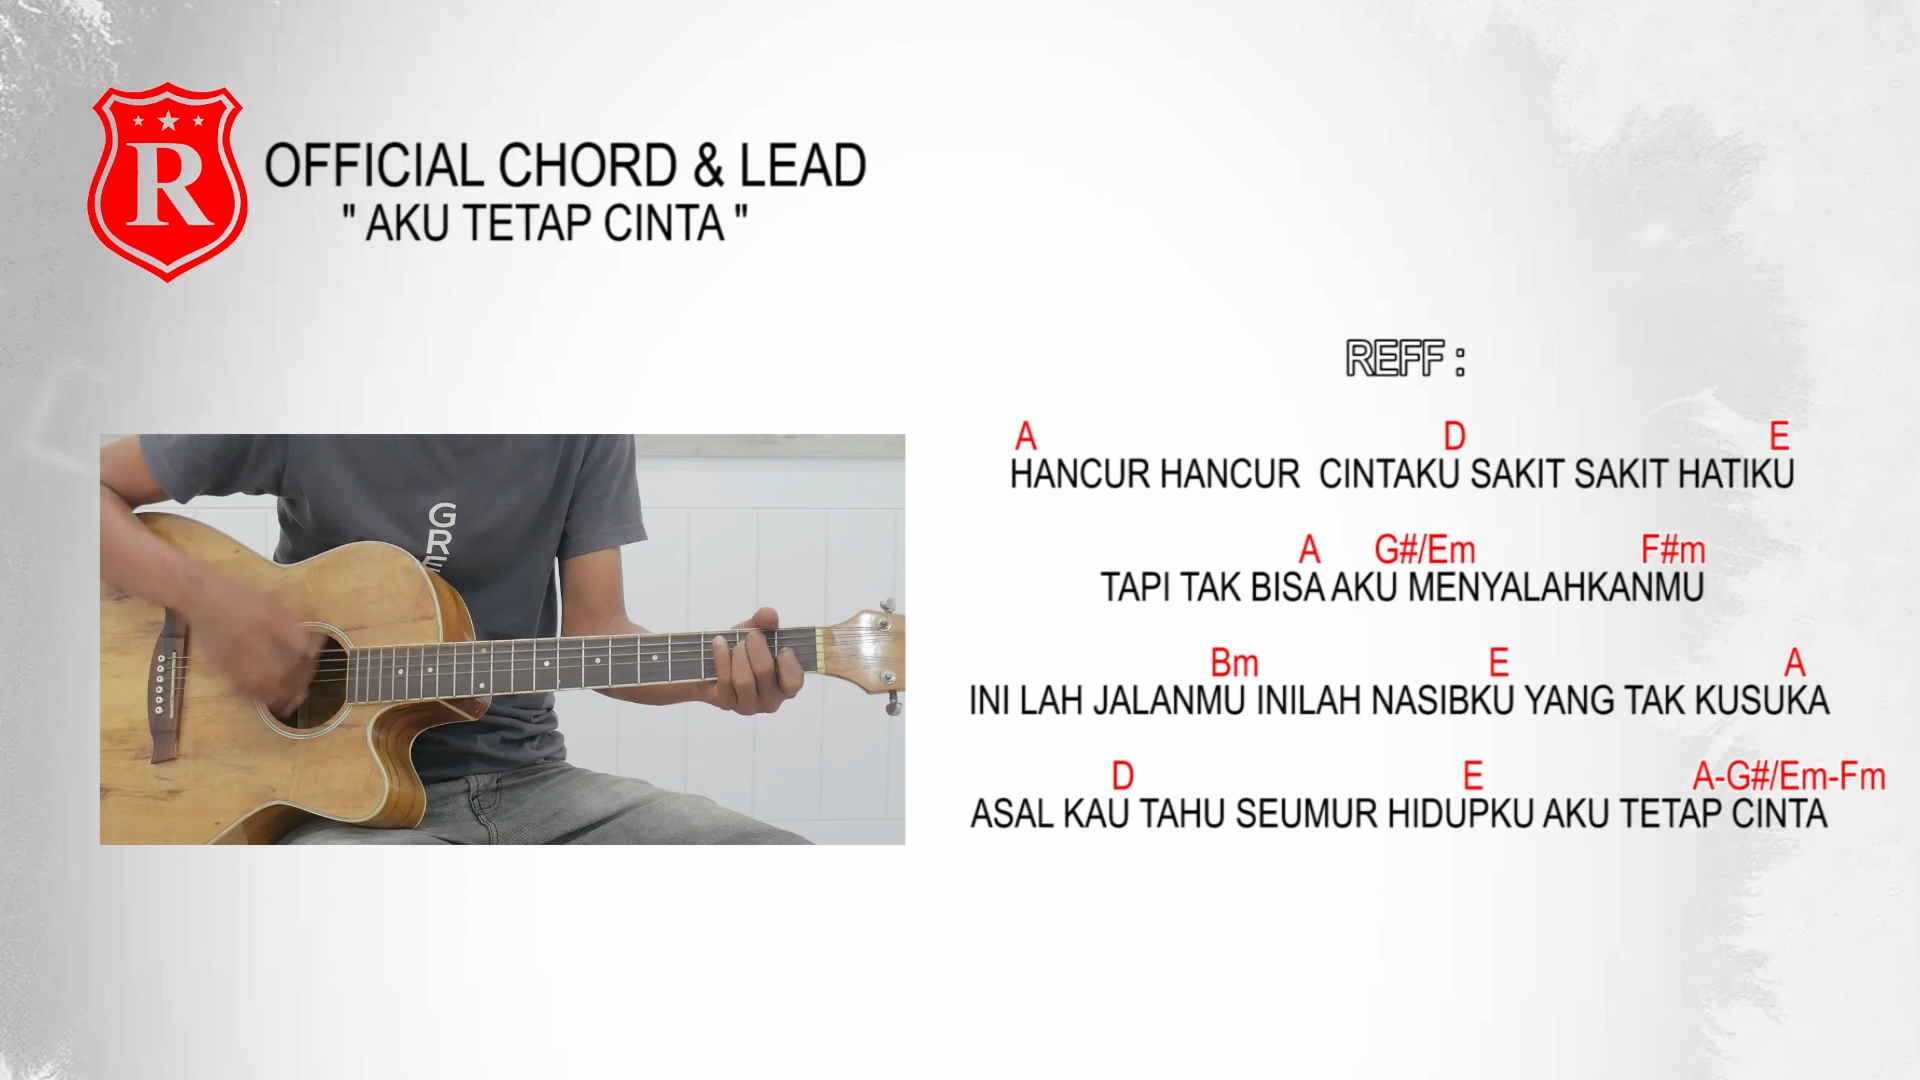 R
OFFICIAL CHORD & LEAD
" AKU TETAP CINTA "
G
R
REFF :
A D E
HANCUR HANCUR CINTAKU SAKIT SAKIT HATIKU
A G#/Em F#m
TAPI TAK BISA AKU MENYALAHKANMU
Bm E A
INI LAH JALANMU INILAH NASIBKU YANG TAK KUSUKA
D E A-G#/Em-Fm
ASAL KAU TAHU SEUMUR HIDUPKU AKU TETAP CINTA